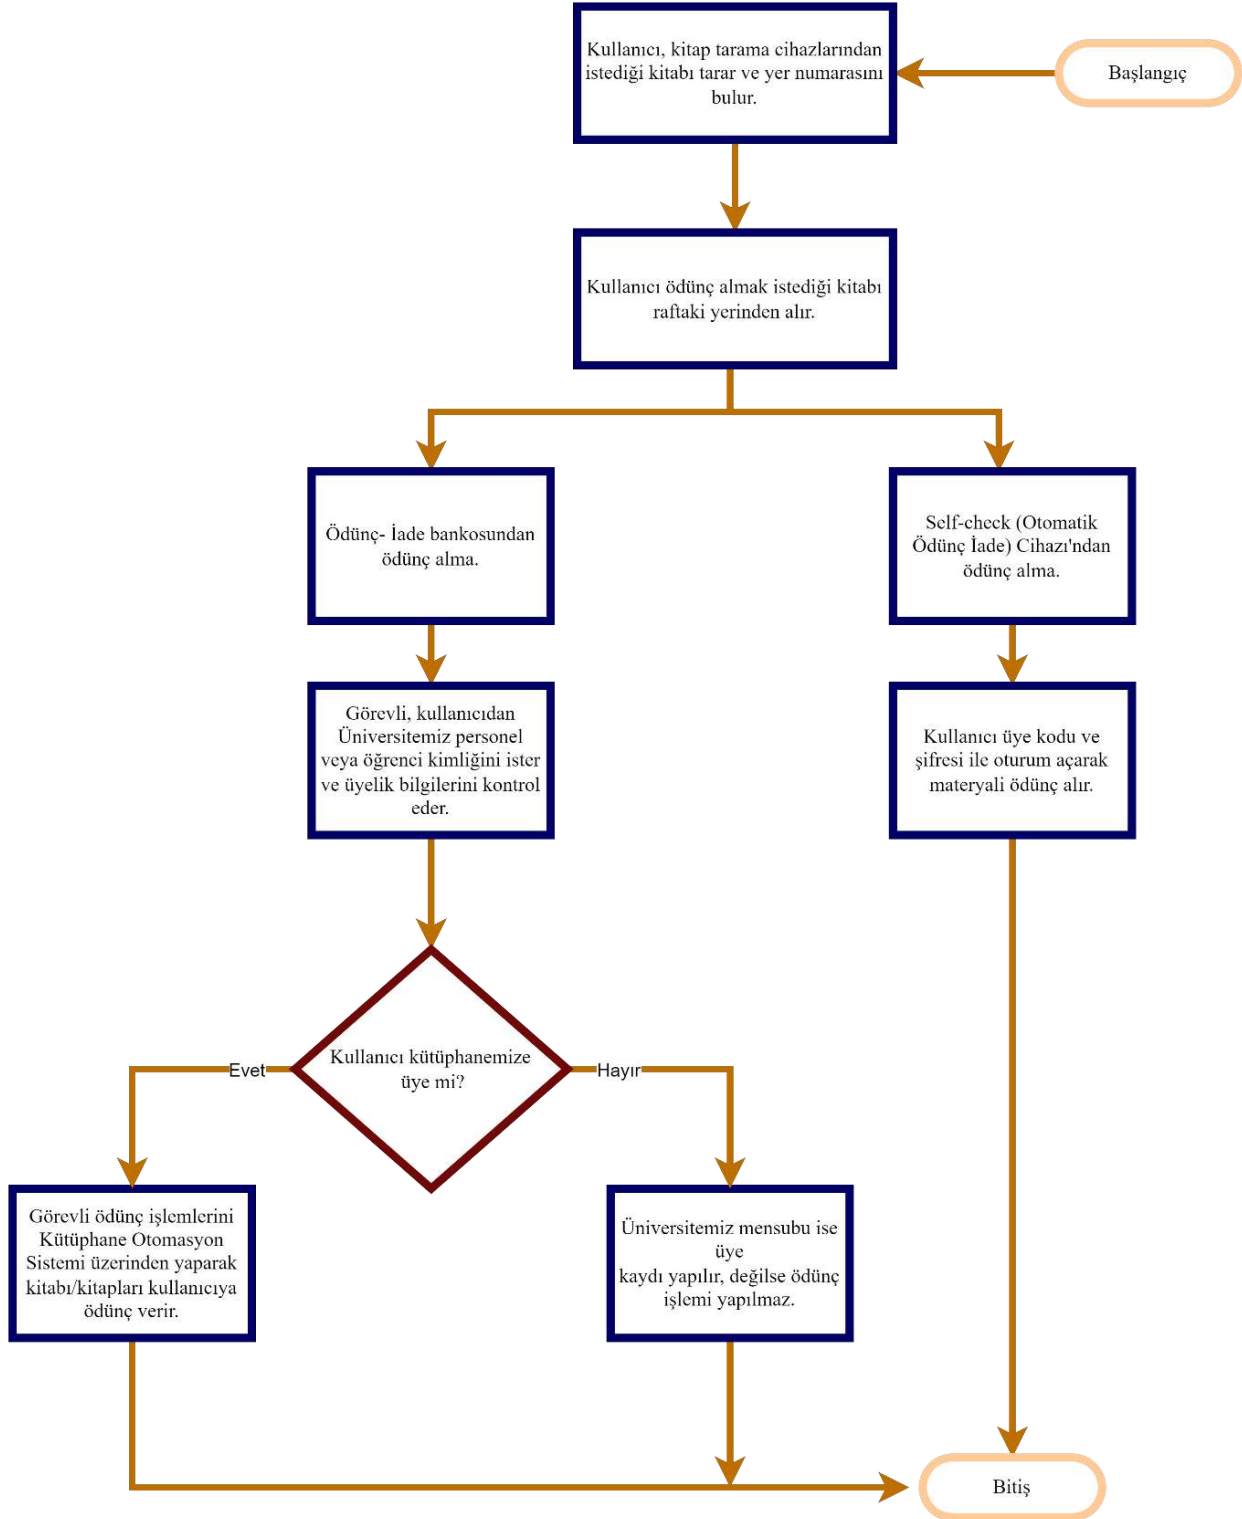 Başlangıç
Kullanıcı, kitap tarama cihazlarından
istediği kitabı tarar ve yer numarasını
bulur.
Kullanıcı ödünç almak istediği kitabı
raftaki yerinden alır.
Ödünç- İade bankosundan
ödünç alma.
Self-check (Otomatik
Ödünç İade) Cihazı'ndan
ödünç alma.
Görevli, kullanıcıdan
Üniversitemiz personel
veya öğrenci kimliğini ister
ve üyelik bilgilerini kontrol
eder.
Kullanıcı üye kodu ve
şifresi ile oturum açarak
materyali ödünç alır.
Kullanıcı kütüphanemize
üye mi?
Evet
Hayır
Görevli ödünç işlemlerini
Kütüphane Otomasyon
Sistemi üzerinden yaparak
kitabı/kitapları kullanıcıya
ödünç verir.
Üniversitemiz mensubu ise
üye
kaydı yapılır, değilse ödünç
işlemi yapılmaz.
Bitiş